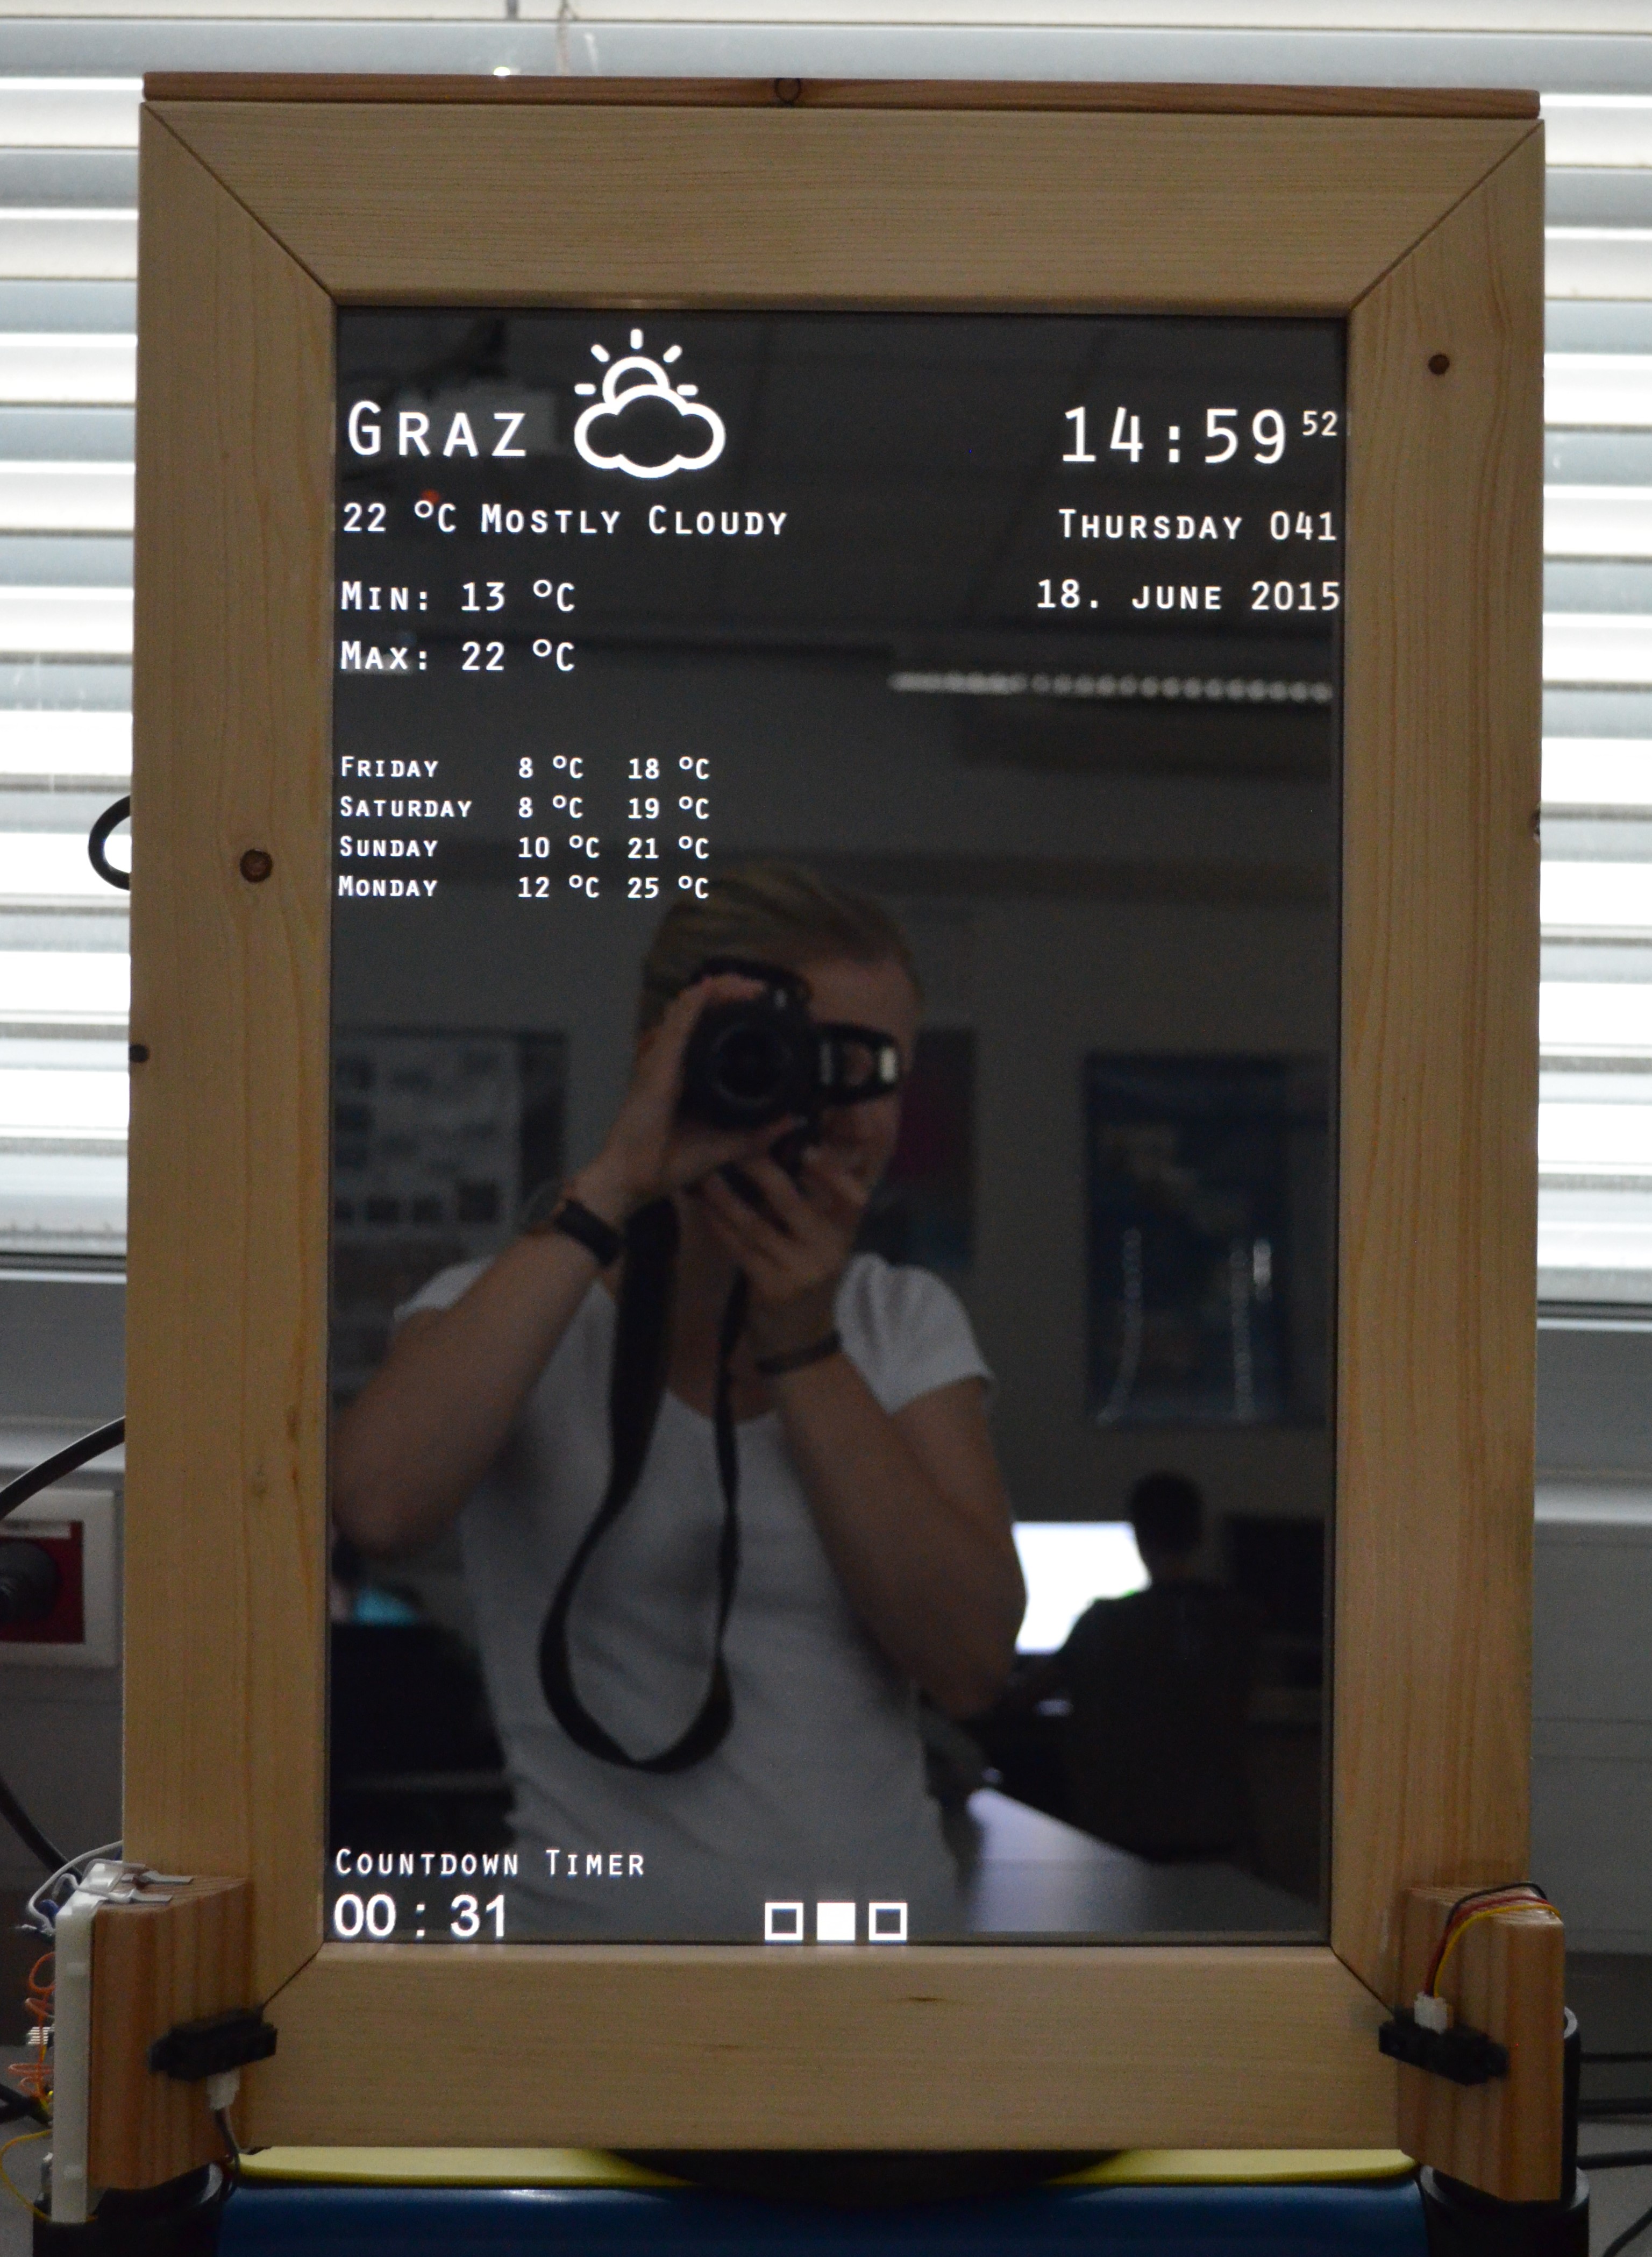 GRAZ
22 °C MOSTLY CLOUDY
MIN: 13 °C
MAX: 22 °C
14:59 52
THURSDAY 041
18. JUNE 2015
FRIDAY 8 °C 18 °C
SATURDAY 8 °C 19 °C
SUNDAY 10 °C 21 °C
MONDAY 12 °C 25 °C
COUNTDOWN TIMER
00 : 31